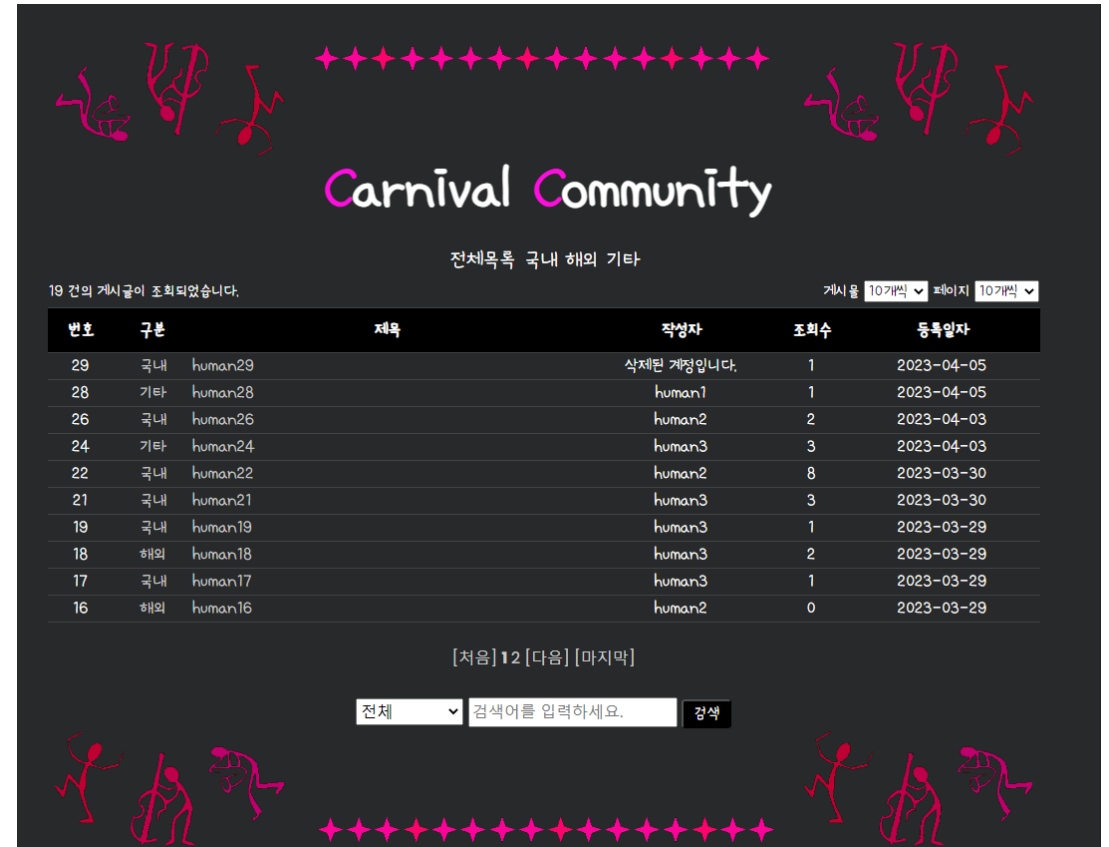 Carnival Community
전체목록 국내 해외 기타
19 건의 게시글이 조회되었습니다. 게시물 10개씩 페이지 10개씩
번호 구분 제목 작성자 조회수 등록일자
29 국내 human29 삭제된 계정입니다. 1 2023-04-05
28 기타 human28 human1 1 2023-04-05
26 국내 human26 human2 2 2023-04-03
24 기타 human24 human3 3 2023-04-03
22 국내 human22 human2 8 2023-03-30
21 국내 human21 human3 3 2023-03-30
19 국내 human19 human3 1 2023-03-29
18 해외 human18 human3 2 2023-03-29
17 국내 human17 human3 1 2023-03-29
16 해외 human16 human2 0 2023-03-29
[처음] 1 2 [다음] [마지막]
전체 검색어를 입력하세요. 검색